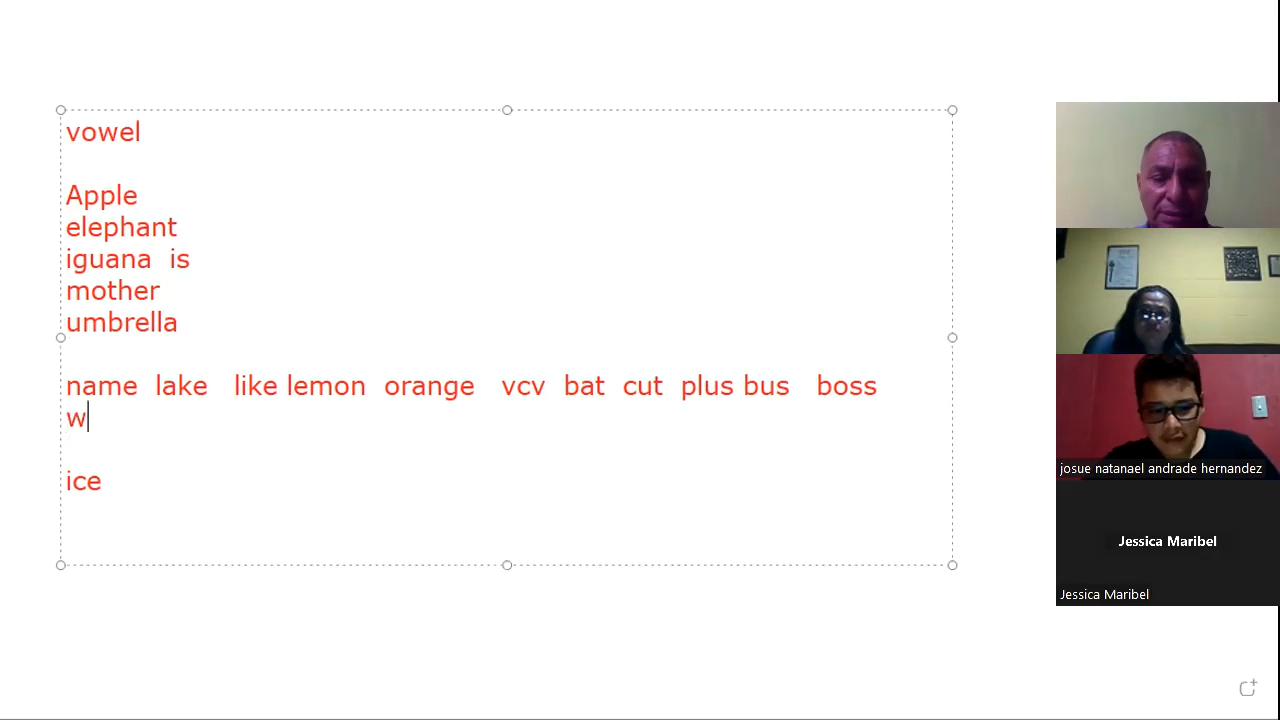 vowel
Apple
elephant
iguana is
mother
umbrella
name lake like lemon orange vcv bat cut plus bus boss
w
ice
josue natanael andrade hernandez
Jessica Maribel
Jessica Maribel